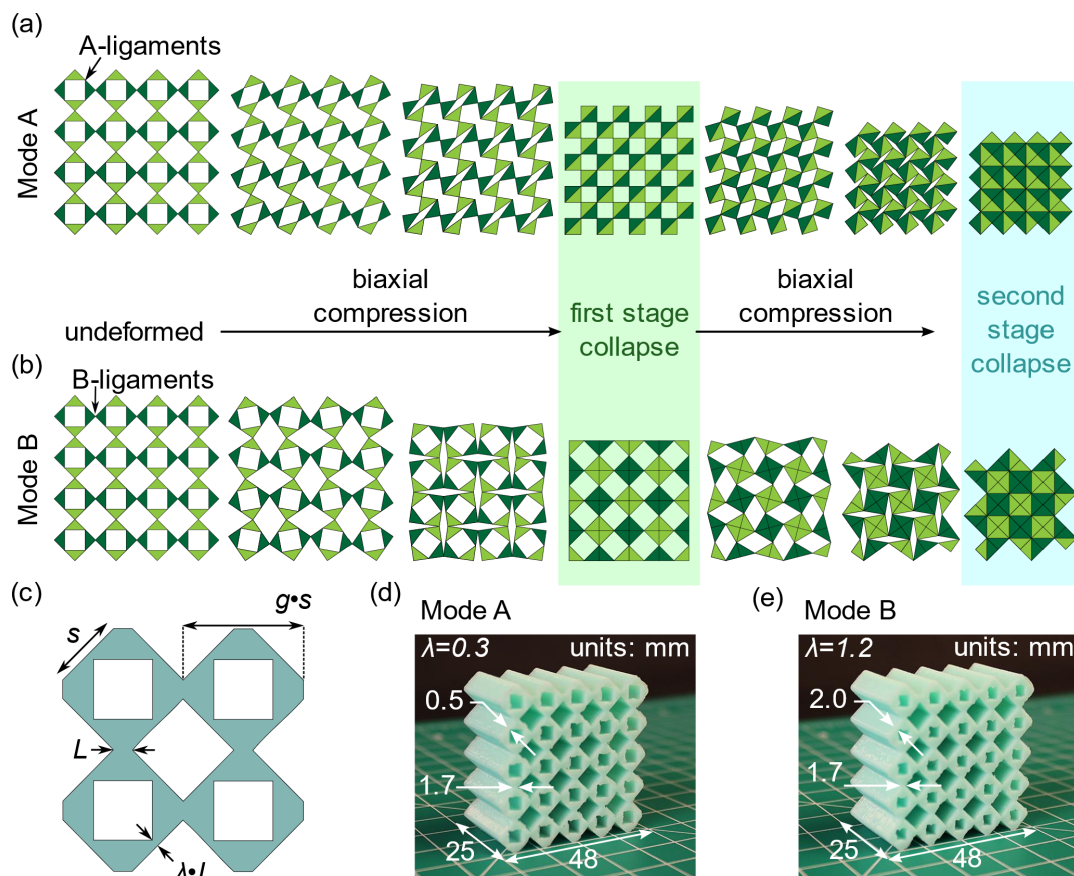 (a)
A-ligaments
Mode A
biaxial
compression
biaxial
compression
undeformed
first stage
collapse
second
stage
collapse
(b)
B-ligaments
Mode B
(c)
s
g•s
L
(d)
Mode A
λ=0.3
units: mm
0.5
1.7
25
48
(e)
Mode B
λ=1.2
units: mm
2.0
1.7
25
48